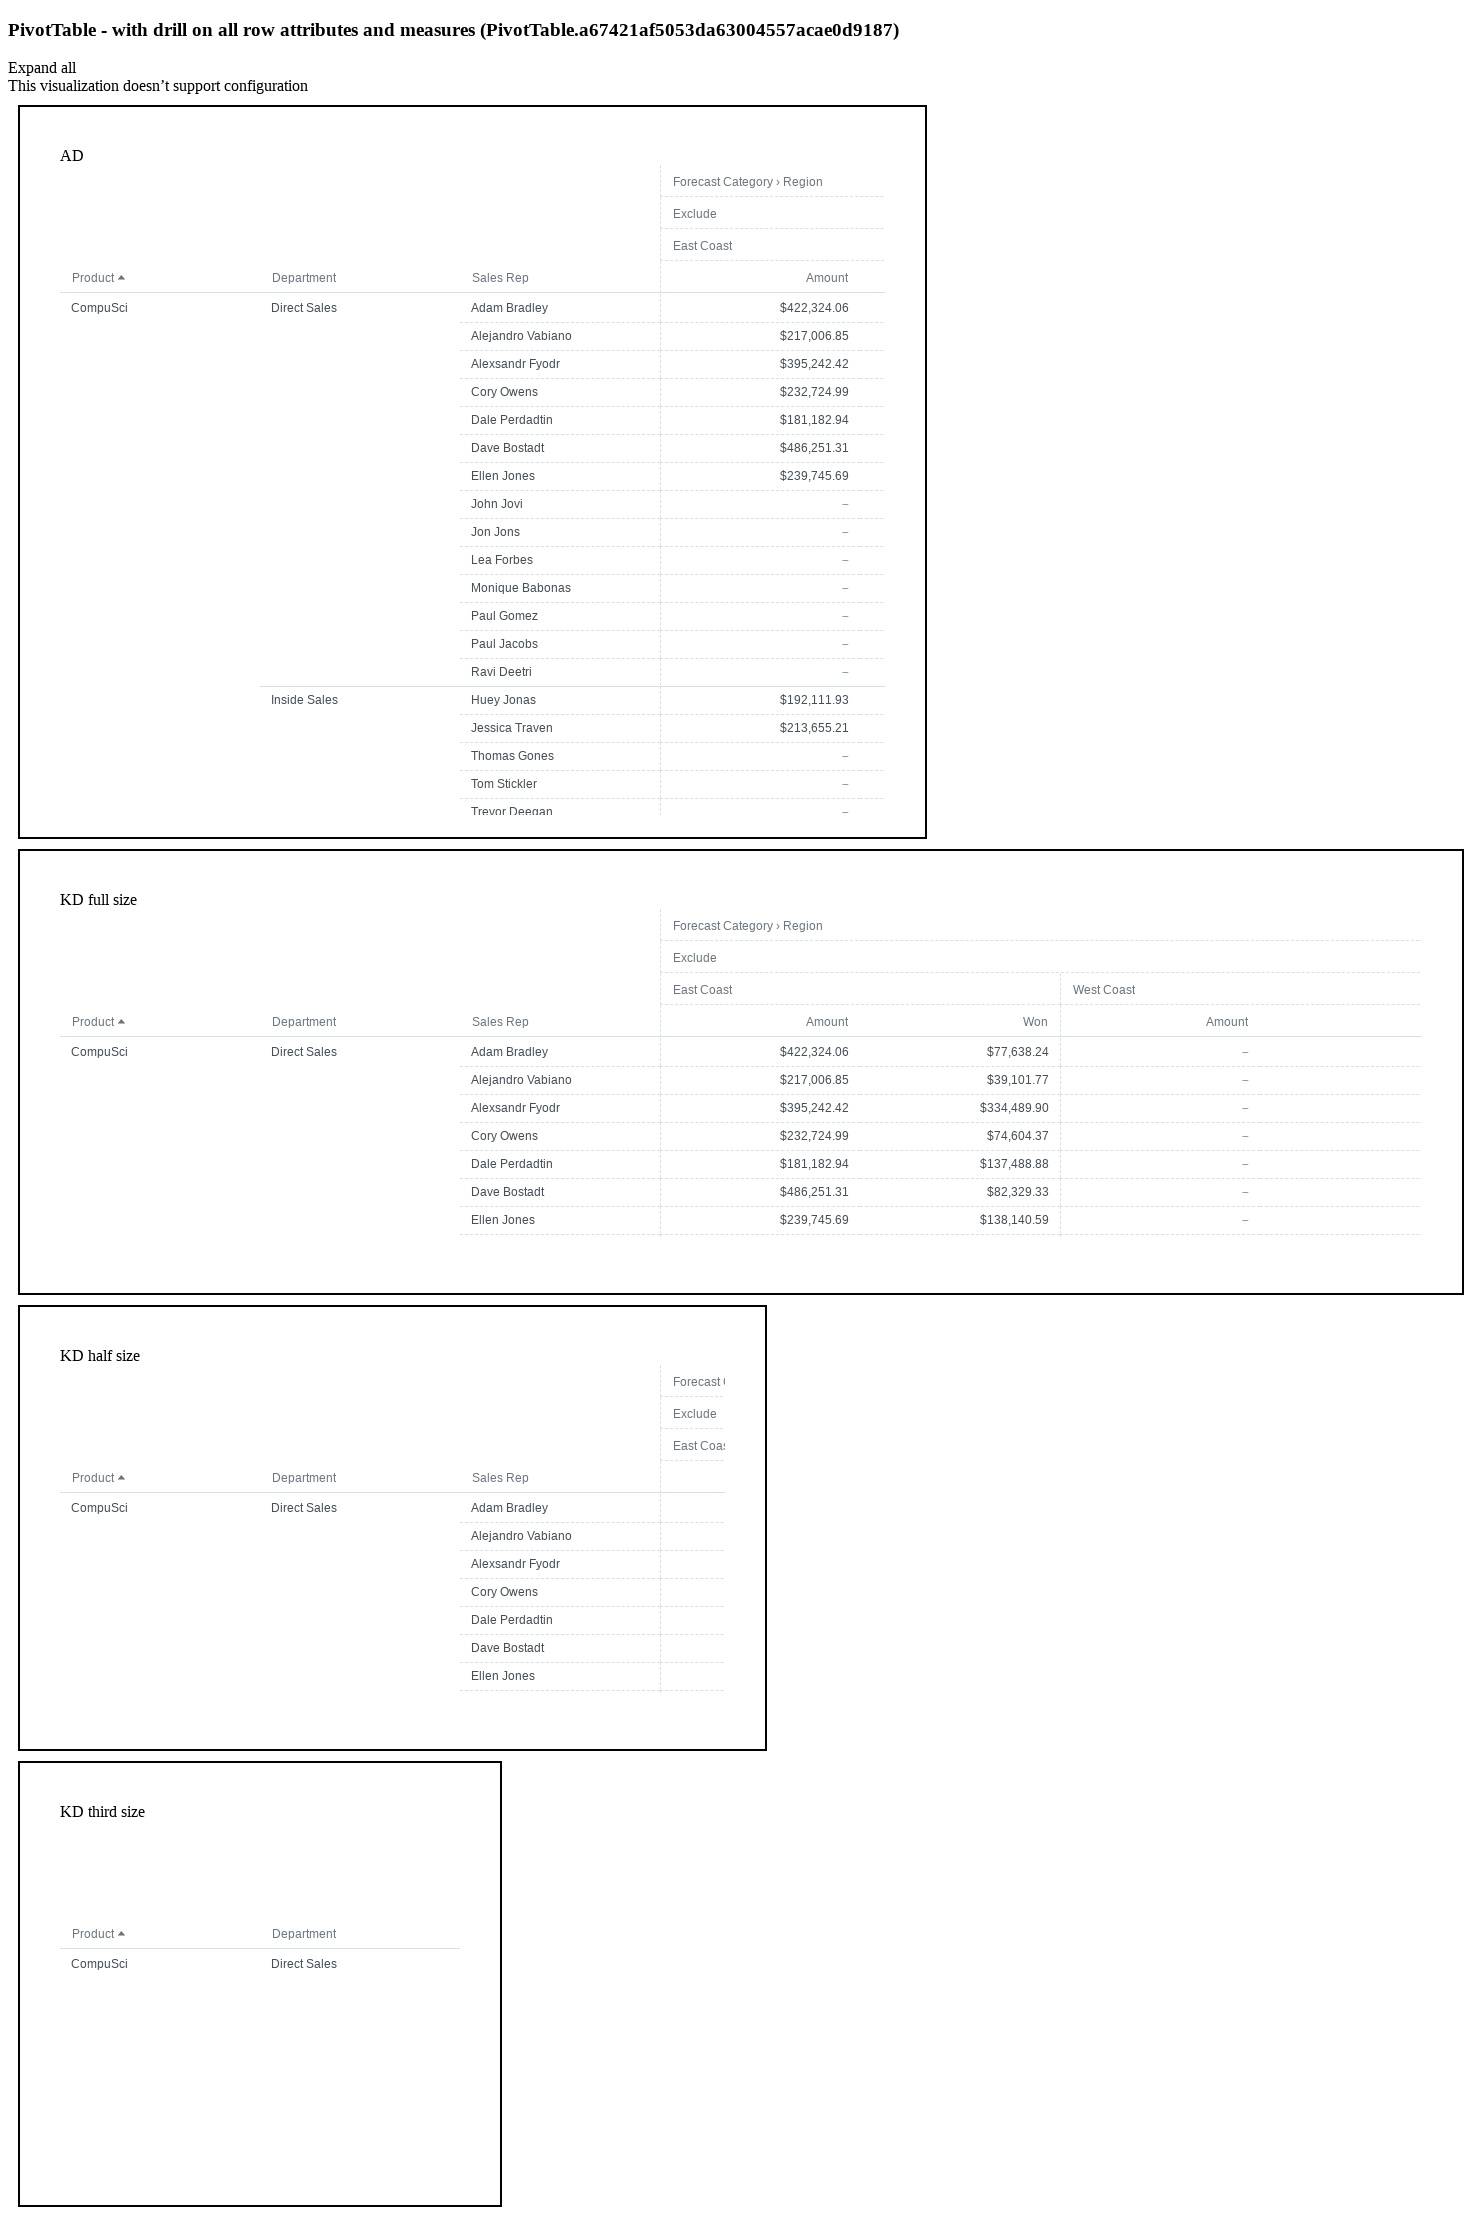 PivotTable - with drill on all row attributes and measures (PivotTable.a67421af5053da63004557acae0d9187)
Expand all
This visualization doesn’t support configuration
AD
Forecast Category › Region
Exclude
East Coast
Product Department Sales Rep Amount
CompuSci Direct Sales Adam Bradley $422,324.06
Alejandro Vabiano $217,006.85
Alexsandr Fyodr $395,242.42
Cory Owens $232,724.99
Dale Perdadtin $181,182.94
Dave Bostadt $486,251.31
Ellen Jones $239,745.69
John Jovi –
Jon Jons –
Lea Forbes –
Monique Babonas –
Paul Gomez –
Paul Jacobs –
Ravi Deetri –
Inside Sales Huey Jonas $192,111.93
Jessica Traven $213,655.21
Thomas Gones –
Tom Stickler –
Trevor Deegan –
KD full size
Forecast Category › Region
Exclude
East Coast West Coast
Product Department Sales Rep Amount Won Amount
CompuSci Direct Sales Adam Bradley $422,324.06 $77,638.24 –
Alejandro Vabiano $217,006.85 $39,101.77 –
Alexsandr Fyodr $395,242.42 $334,489.90 –
Cory Owens $232,724.99 $74,604.37 –
Dale Perdadtin $181,182.94 $137,488.88 –
Dave Bostadt $486,251.31 $82,329.33 –
Ellen Jones $239,745.69 $138,140.59 –
KD half size
Forecast
Exclude
East Coas
Product Department Sales Rep
CompuSci Direct Sales Adam Bradley
Alejandro Vabiano
Alexsandr Fyodr
Cory Owens
Dale Perdadtin
Dave Bostadt
Ellen Jones
KD third size
Product Department
CompuSci Direct Sales